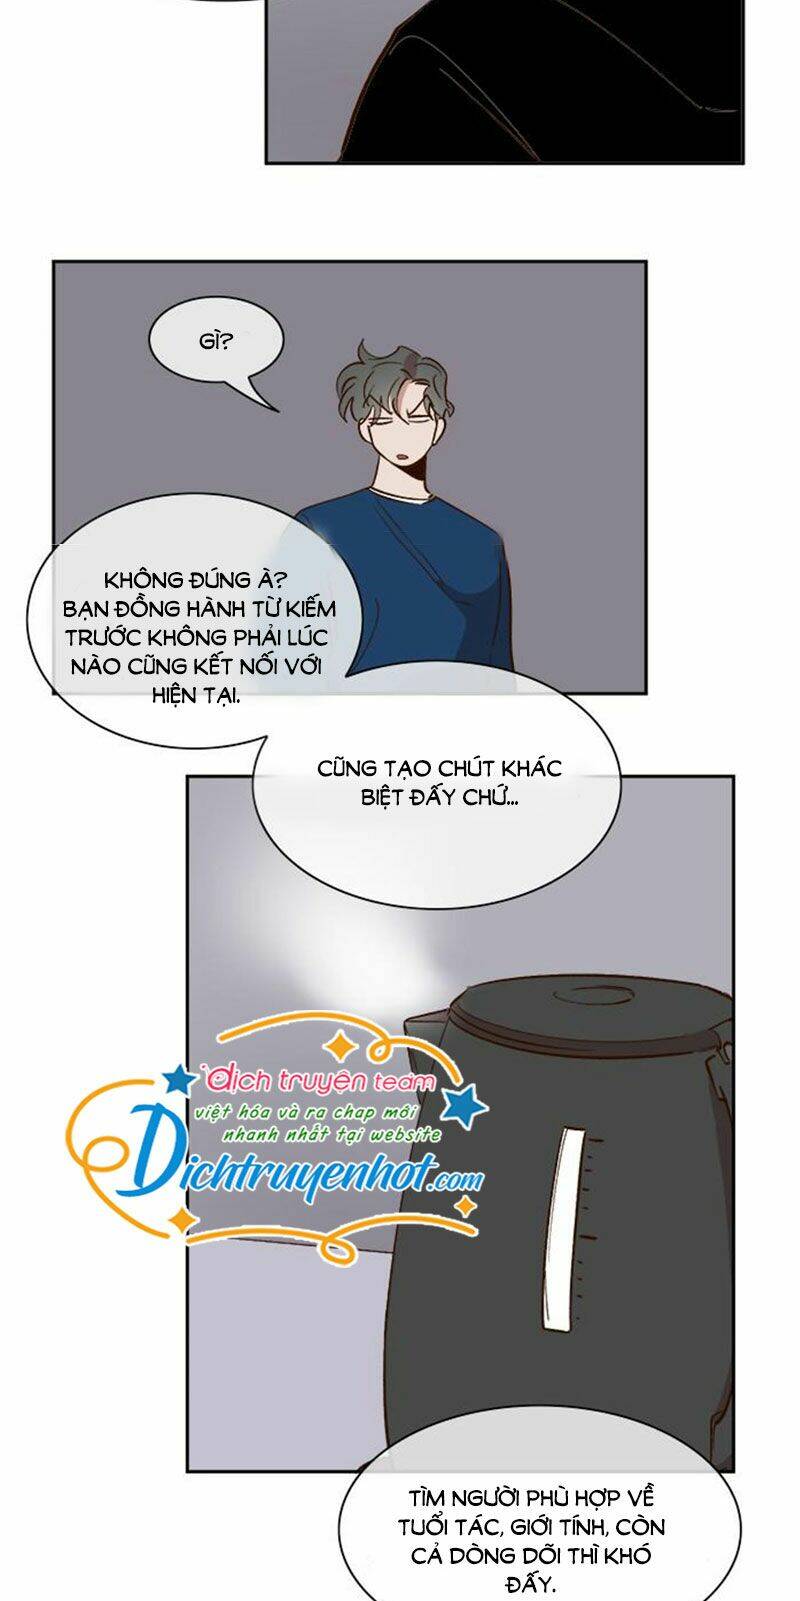 GÌ?
KHÔNG ĐÚNG À?
BẠN ĐỒNG HÀNH TỪ KIẾM
TRƯỚC KHÔNG PHẢI LÚC
NÀO CŨNG KẾT NỐI VỚI
HIỆN TẠI.
CŨNG TẠO CHÚT KHÁC
BIỆT ĐẤY CHỨ...
dịch truyện team
việt hóa và ra chap mới
nhanh nhất tại website
Dichtruyenhot.com
TÌM NGƯỜI PHÙ HỢP VỀ
TUỔI TÁC, GIỚI TÍNH, CÒN
CẢ DÒNG DÕI THÌ KHÓ
ĐẤY.